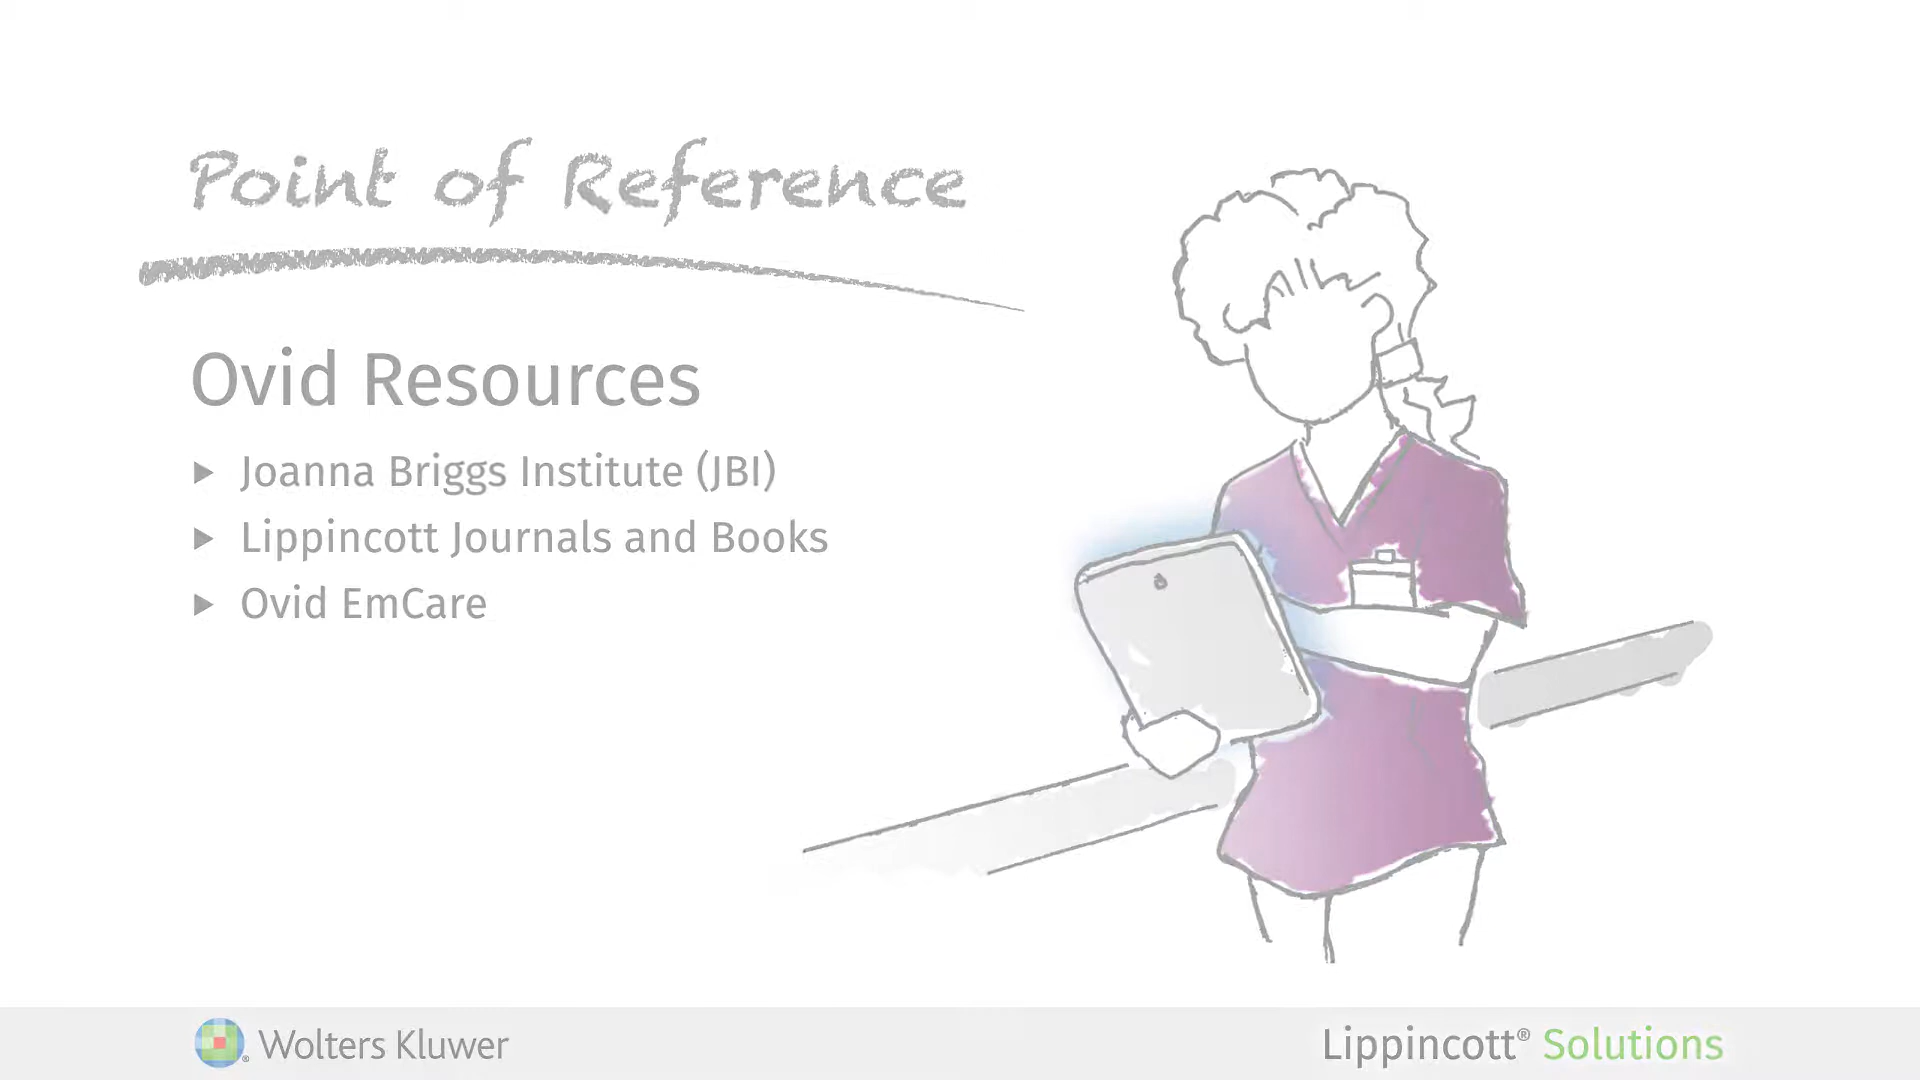 Point of Reference
Ovid Resources
▶ Joanna Briggs Institute (JBI)
▶ Lippincott Journals and Books
▶ Ovid EmCare
Wolters Kluwer
Lippincott® Solutions